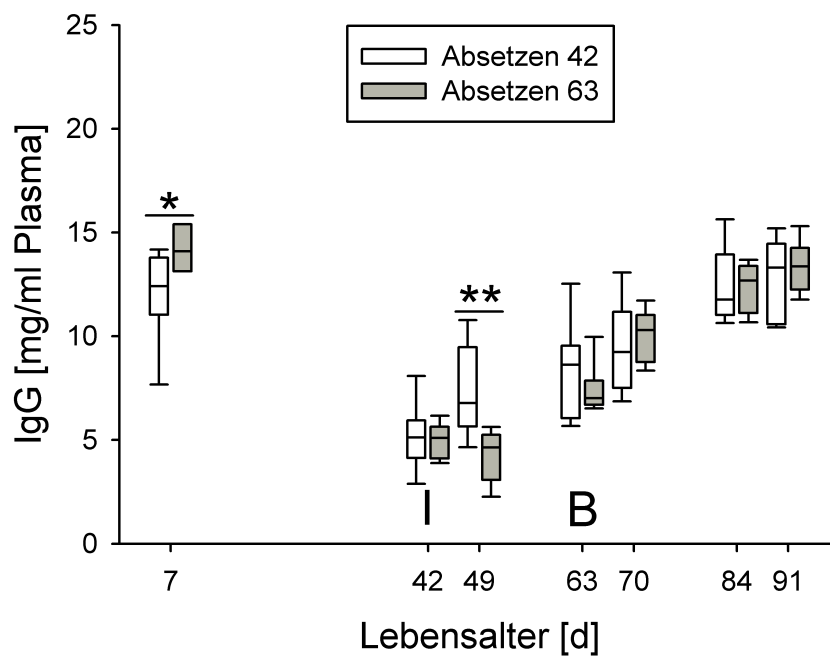 25
Absetzen 42
Absetzen 63
20
15
10
5
0
IgG [mg/ml Plasma]
*
**
I
B
7 42 49 63 70 84 91
Lebensalter [d]